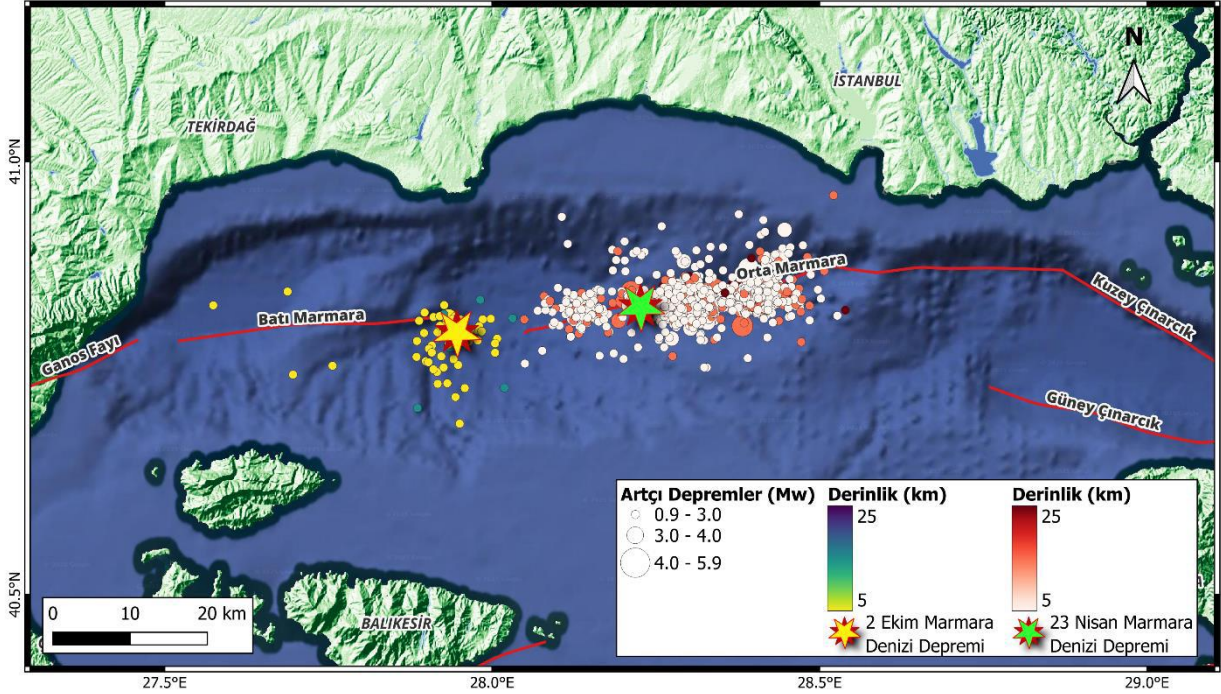 N
İSTANBUL
TEKİRDAĞ
41.0°N
Orta Marmara
Kuzey Çınarcık
Batı Marmara
Ganos Fayı
Güney Çınarcık
Artçı Depremler (Mw)
0.9 - 3.0
3.0 - 4.0
4.0 - 5.9
Derinlik (km)
25
5
2 Ekim Marmara
Denizi Depremi
Derinlik (km)
25
5
23 Nisan Marmara
Denizi Depremi
40.5°N
0 10 20 km
BALIKESİR
27.5°E
28.0°E
28.5°E
29.0°E